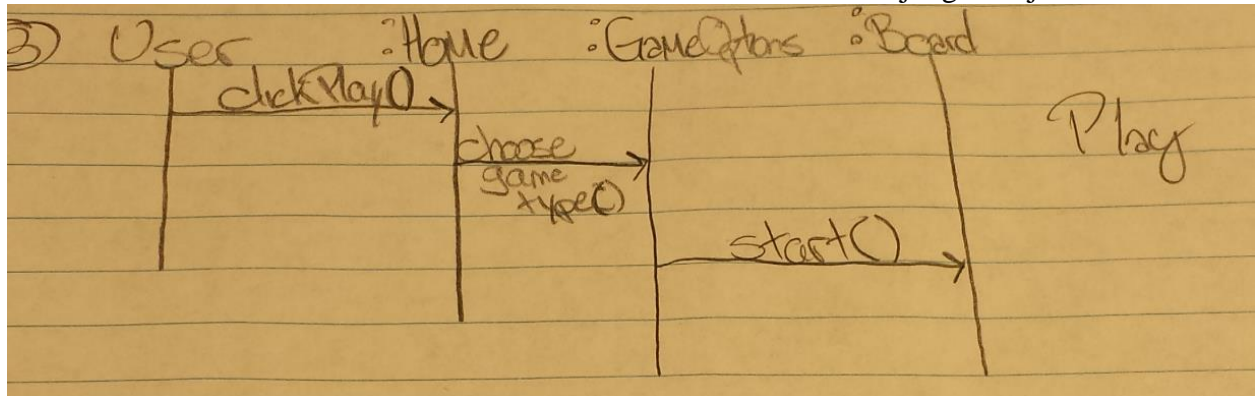 3) User :Home :GameOptions :Board
clickPlay()
Play
choose
game
type()
start()